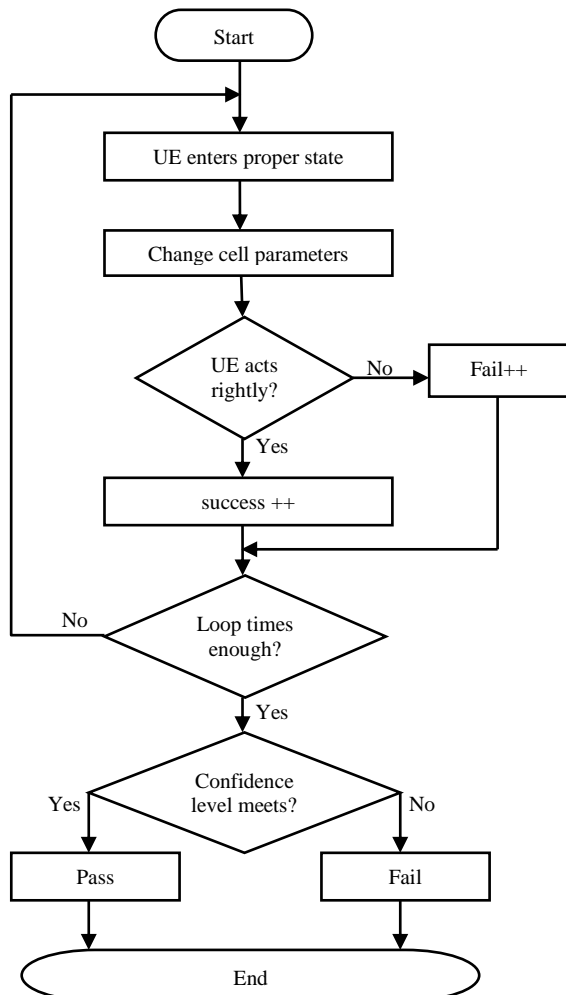 Start
UE enters proper state
Change cell parameters
UE acts
rightly?
No
Fail++
Yes
success ++
No
Loop times
enough?
Yes
Confidence
level meets?
Yes
No
Pass
Fail
End